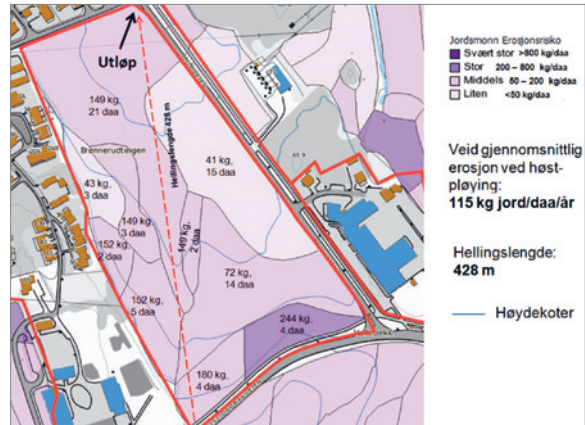 Utløp
149 kg,
21 daa
Brennerudteigen
Hellingslengde 428 m
41 kg,
15 daa
43 kg,
3 daa
149 kg,
3 daa
149 kg,
2 daa
152 kg,
2 daa
72 kg,
14 daa
152 kg,
5 daa
244 kg,
4 daa
180 kg,
4 daa
Jordsmonn Erosjonsrisiko
Svært stor >800 kg/daa
Stor 200 – 800 kg/daa
Middels 50 – 200 kg/daa
Liten <50 kg/daa
Veid gjennomsnittlig
erosjon ved høst-
pløying:
115 kg jord/daa/år
Hellingslengde:
428 m
Høydekoter